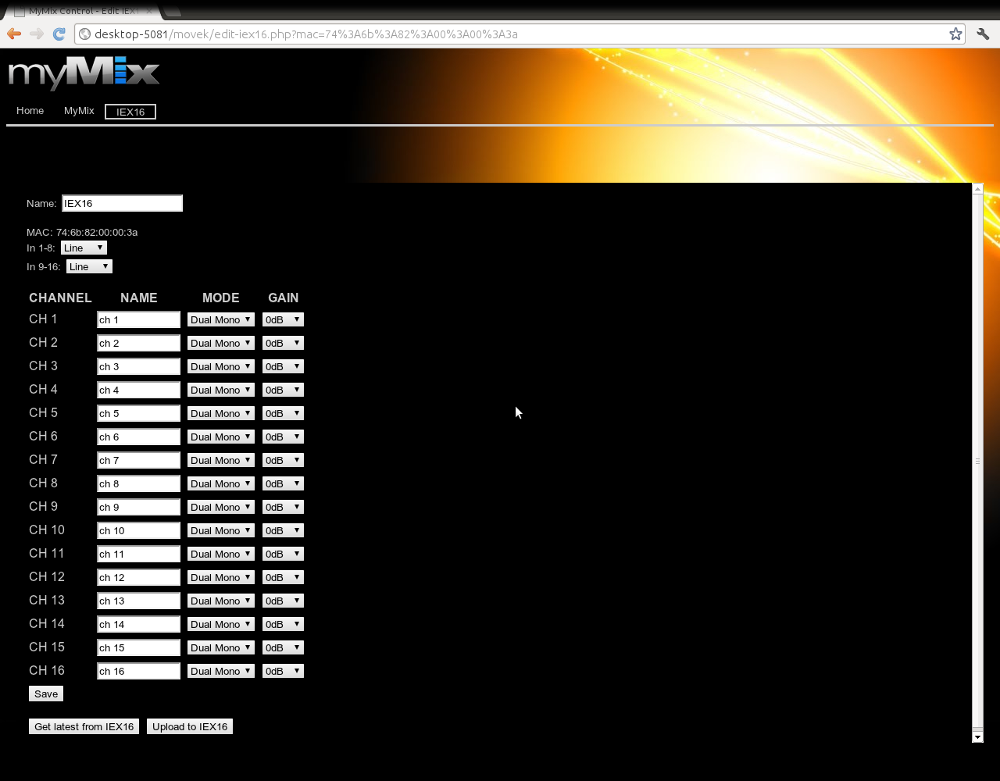 MyMix Control - Edit IEX1
desktop-5081/movek/edit-iex16.php?mac=74%3A6b%3A82%3A00%3A00%3A3a
myMix
Home MyMix IEX16
Name: IEX16
MAC: 74:6b:82:00:00:3a
In 1-8: Line
In 9-16: Line
CHANNEL NAME MODE GAIN
CH 1 ch 1 Dual Mono 0dB
CH 2 ch 2 Dual Mono 0dB
CH 3 ch 3 Dual Mono 0dB
CH 4 ch 4 Dual Mono 0dB
CH 5 ch 5 Dual Mono 0dB
CH 6 ch 6 Dual Mono 0dB
CH 7 ch 7 Dual Mono 0dB
CH 8 ch 8 Dual Mono 0dB
CH 9 ch 9 Dual Mono 0dB
CH 10 ch 10 Dual Mono 0dB
CH 11 ch 11 Dual Mono 0dB
CH 12 ch 12 Dual Mono 0dB
CH 13 ch 13 Dual Mono 0dB
CH 14 ch 14 Dual Mono 0dB
CH 15 ch 15 Dual Mono 0dB
CH 16 ch 16 Dual Mono 0dB
Save
Get latest from IEX16 Upload to IEX16